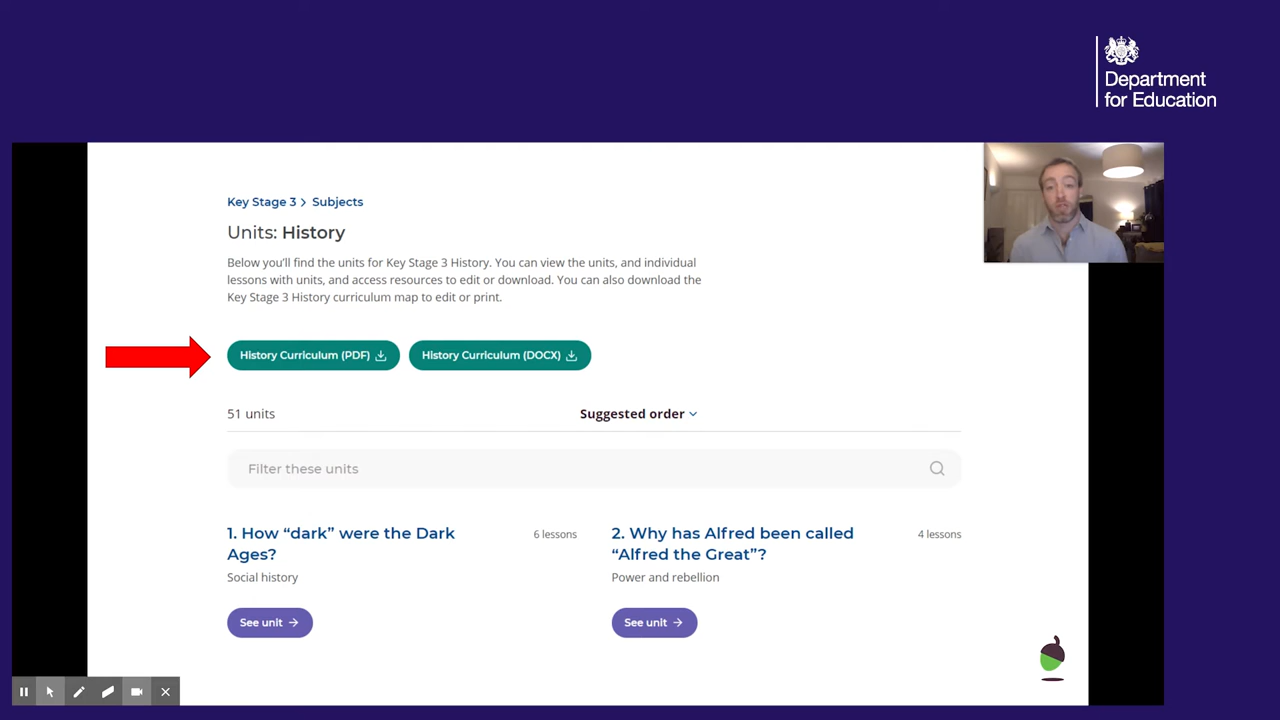 Department
for Education
Key Stage 3 > Subjects
Units: History
Below you'll find the units for Key Stage 3 History. You can view the units, and individual
lessons with units, and access resources to edit or download. You can also download the
Key Stage 3 History curriculum map to edit or print.
History Curriculum (PDF) History Curriculum (DOCX)
51 units Suggested order
Filter these units
1. How “dark” were the Dark
Ages?
6 lessons
Social history
See unit →
2. Why has Alfred been called
“Alfred the Great”?
4 lessons
Power and rebellion
See unit →